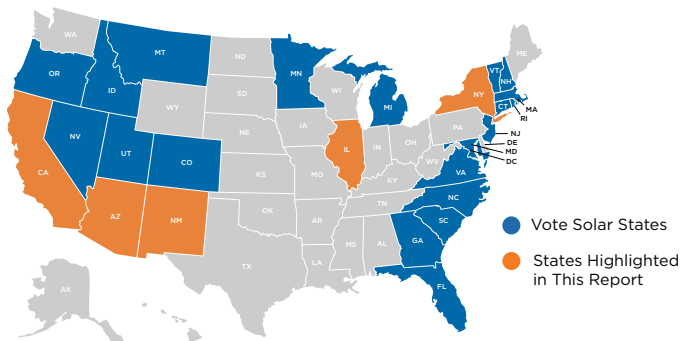 WA
MT
ND
MN
ME
VT
NH
OR
ID
SD
WI
MI
NY
MA
CT
RI
WY
IA
PA
NJ
NE
DE
NV
IL
IN
OH
MD
DC
UT
CO
WV
VA
CA
KS
MO
KY
NC
TN
AZ
NM
OK
AR
SC
MS
AL
GA
TX
LA
FL
AK
Vote Solar States
States Highlighted
in This Report